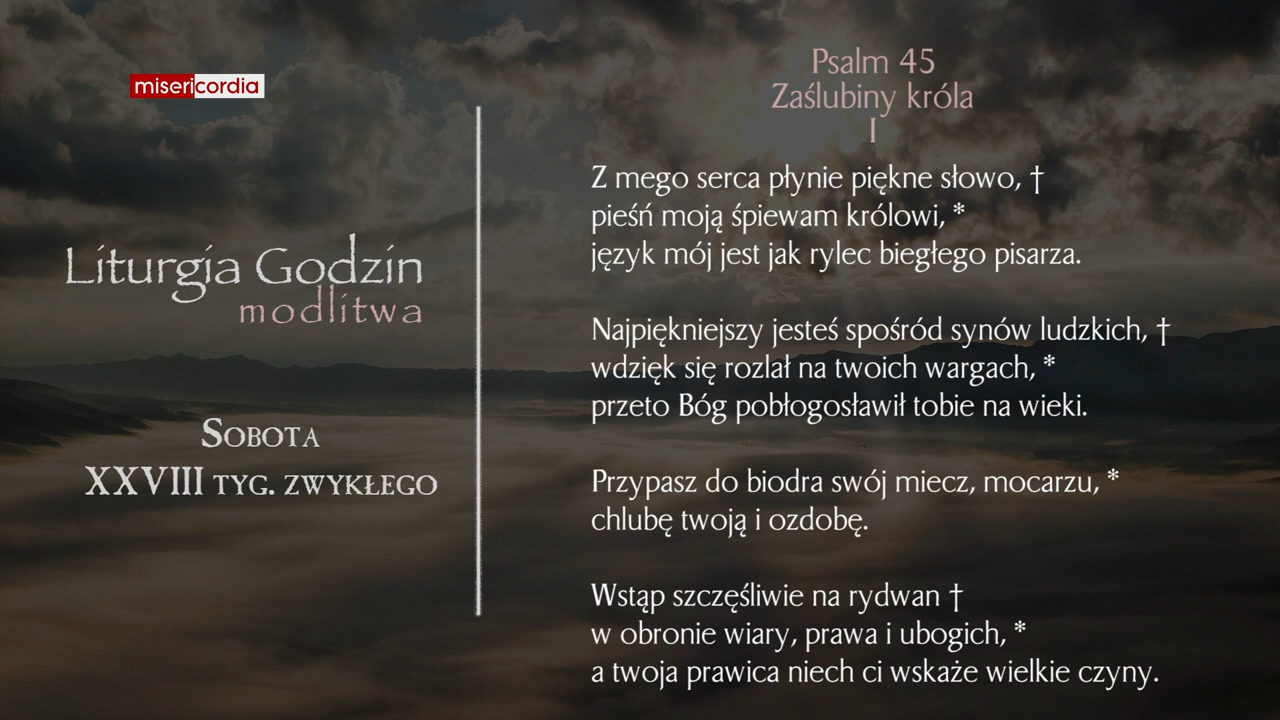 misericordia
Liturgia Godzin
modlitwa
Sobota
XXVIII tyg. zwykłego
Psalm 45
Zaślubiny króla
I
Z mego serca płynie piękne słowo, †
pieśń moją śpiewam królowi, *
język mój jest jak rylec biegłego pisarza.
Najpiękniejszy jesteś spośród synów ludzkich, †
wdzięk się rozlał na twoich wargach, *
przeto Bóg pobłogosławił tobie na wieki.
Przypasz do biodra swój miecz, mocarzu, *
chlubę twoją i ozdobę.
Wstąp szczęśliwie na rydwan †
w obronie wiary, prawa i ubogich, *
a twoja prawica niech ci wskaże wielkie czyny.